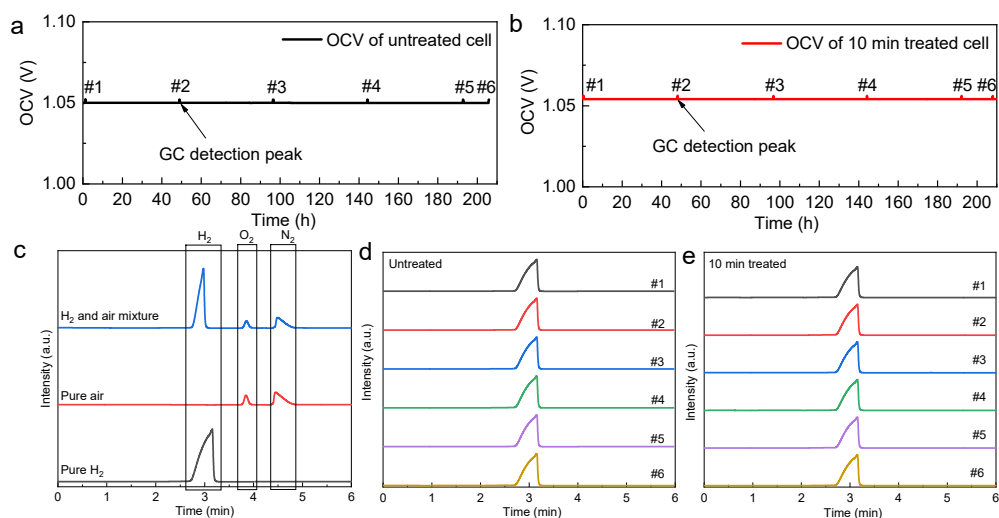 a
OCV of untreated cell
OCV (V)
1.10
1.05
1.00
#1 #2 #3 #4 #5 #6
GC detection peak
0 20 40 60 80 100 120 140 160 180 200
Time (h)
b
OCV of 10 min treated cell
OCV (V)
1.10
1.05
1.00
#1 #2 #3 #4 #5 #6
GC detection peak
0 20 40 60 80 100 120 140 160 180 200
Time (h)
c
H2 O2 N2
H2 and air mixture
Pure air
Pure H2
Intensity (a.u.)
0 1 2 3 4 5 6
Time (min)
d
Untreated
#1
#2
#3
#4
#5
#6
Intensity (a.u.)
0 1 2 3 4 5 6
Time (min)
e
10 min treated
#1
#2
#3
#4
#5
#6
Intensity (a.u.)
0 1 2 3 4 5 6
Time (min)